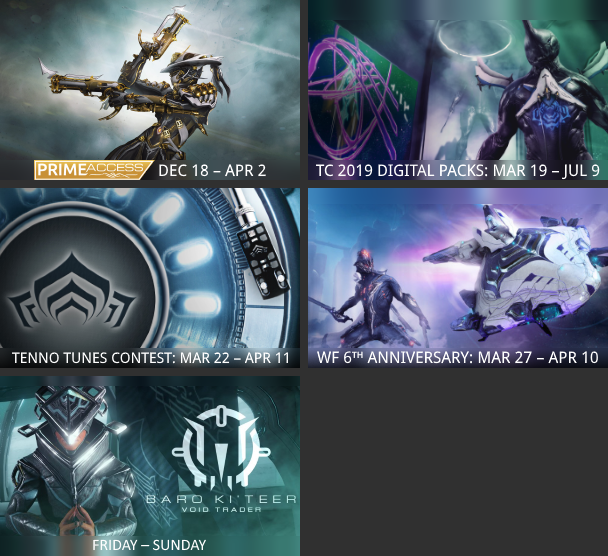 PRIMEACCESS DEC 18 – APR 2
TC 2019 DIGITAL PACKS: MAR 19 – JUL 9
TENNO TUNES CONTEST: MAR 22 – APR 11
WF 6TH ANNIVERSARY: MAR 27 – APR 10
BARO KI'TEER
VOID TRADER
FRIDAY – SUNDAY